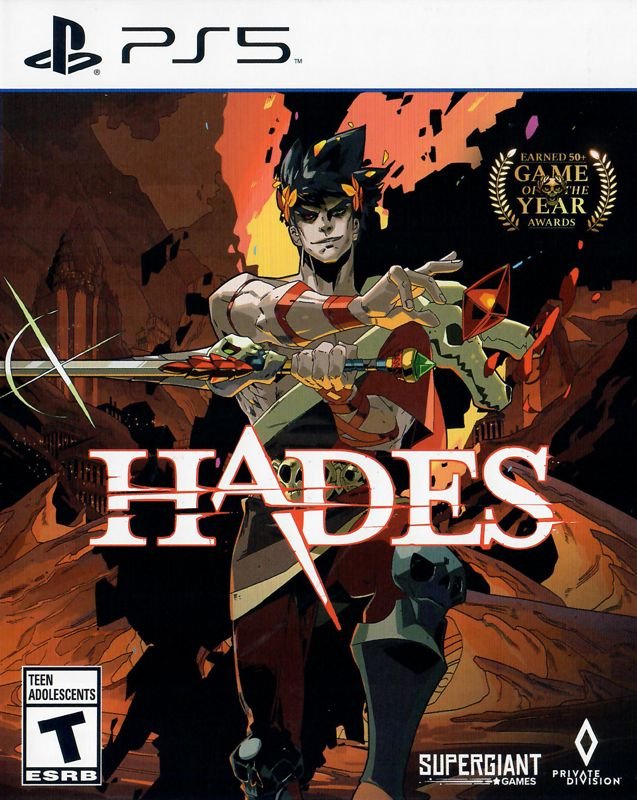 PS5
EARNED 50+
GAME
OF THE
YEAR
AWARDS
HADES
TEEN
ADOLESCENTS
T
ESRB
SUPERGIANT
GAMES
PRIVATE
DIVISION